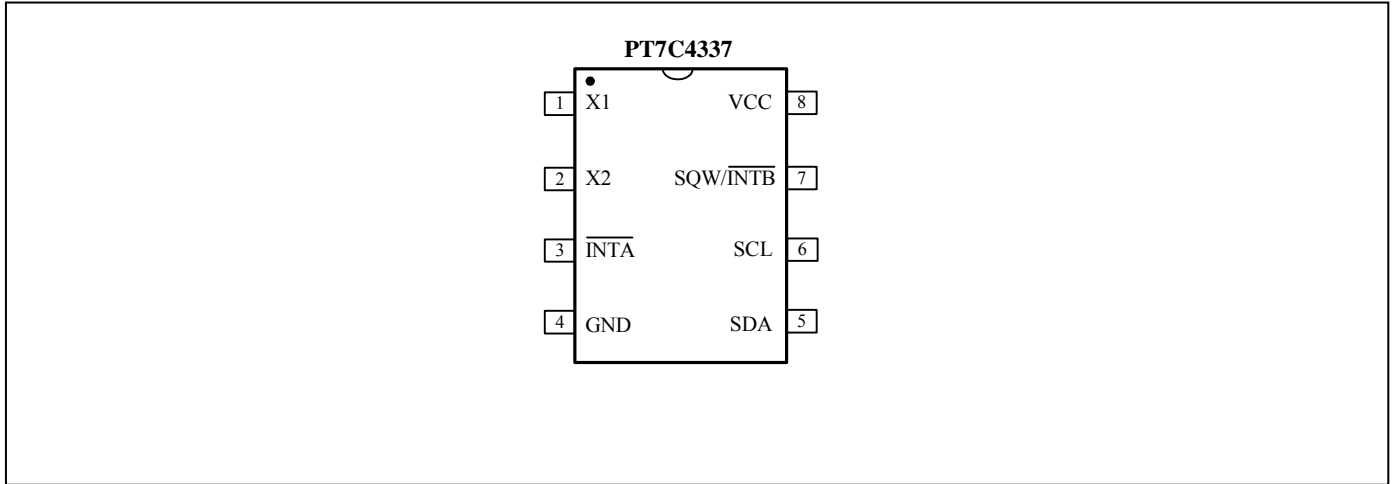 PT7C4337
1 X1 VCC 8
2 X2 SQW/INTB 7
3 INTA SCL 6
4 GND SDA 5